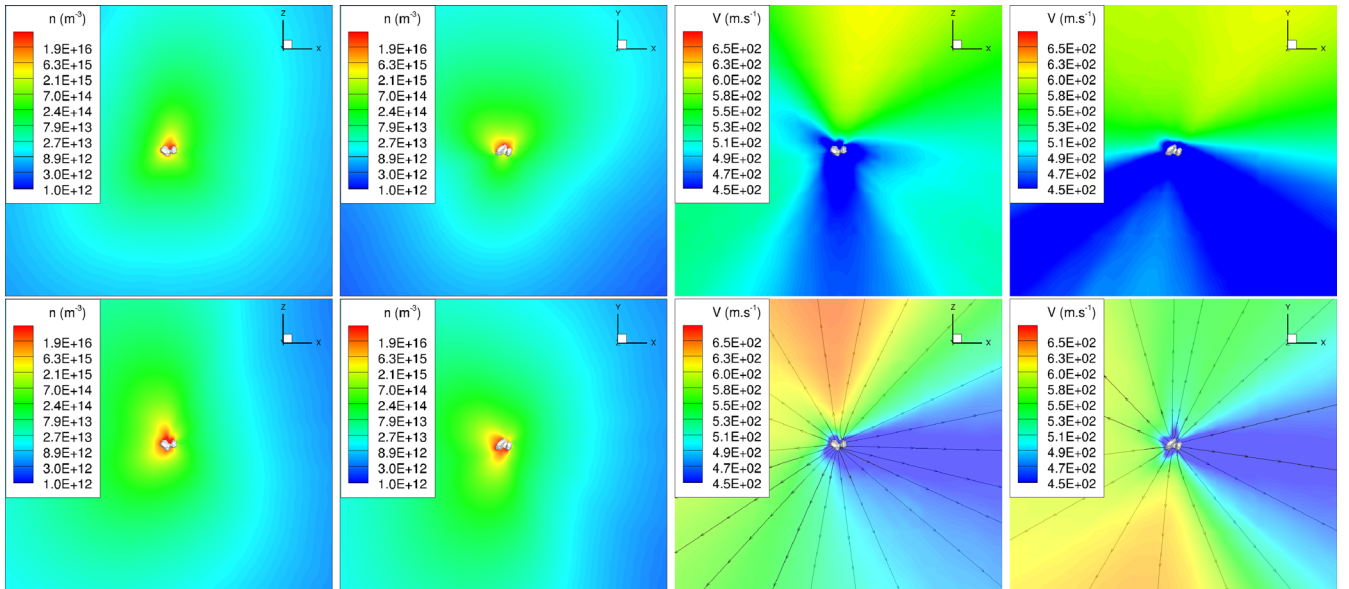 n (m⁻³)
1.9E+16
6.3E+15
2.1E+15
7.0E+14
2.4E+14
7.9E+13
2.7E+13
8.9E+12
3.0E+12
1.0E+12
Z
X
n (m⁻³)
1.9E+16
6.3E+15
2.1E+15
7.0E+14
2.4E+14
7.9E+13
2.7E+13
8.9E+12
3.0E+12
1.0E+12
Y
X
V (m.s⁻¹)
6.5E+02
6.3E+02
6.0E+02
5.8E+02
5.5E+02
5.3E+02
5.1E+02
4.9E+02
4.7E+02
4.5E+02
Z
X
V (m.s⁻¹)
6.5E+02
6.3E+02
6.0E+02
5.8E+02
5.5E+02
5.3E+02
5.1E+02
4.9E+02
4.7E+02
4.5E+02
Y
X
n (m⁻³)
1.9E+16
6.3E+15
2.1E+15
7.0E+14
2.4E+14
7.9E+13
2.7E+13
8.9E+12
3.0E+12
1.0E+12
Z
X
n (m⁻³)
1.9E+16
6.3E+15
2.1E+15
7.0E+14
2.4E+14
7.9E+13
2.7E+13
8.9E+12
3.0E+12
1.0E+12
Y
X
V (m.s⁻¹)
6.5E+02
6.3E+02
6.0E+02
5.8E+02
5.5E+02
5.3E+02
5.1E+02
4.9E+02
4.7E+02
4.5E+02
Z
X
V (m.s⁻¹)
6.5E+02
6.3E+02
6.0E+02
5.8E+02
5.5E+02
5.3E+02
5.1E+02
4.9E+02
4.7E+02
4.5E+02
Y
X